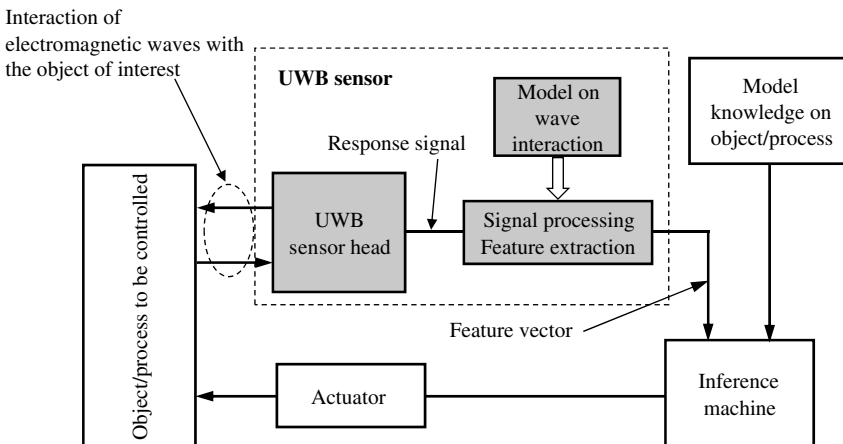 Interaction of
electromagnetic waves with
the object of interest
UWB sensor
Model on
wave
interaction
Model
knowledge on
object/process
Response signal
UWB
sensor head
Signal processing
Feature extraction
Object/process to be controlled
Feature vector
Actuator
Inference
machine